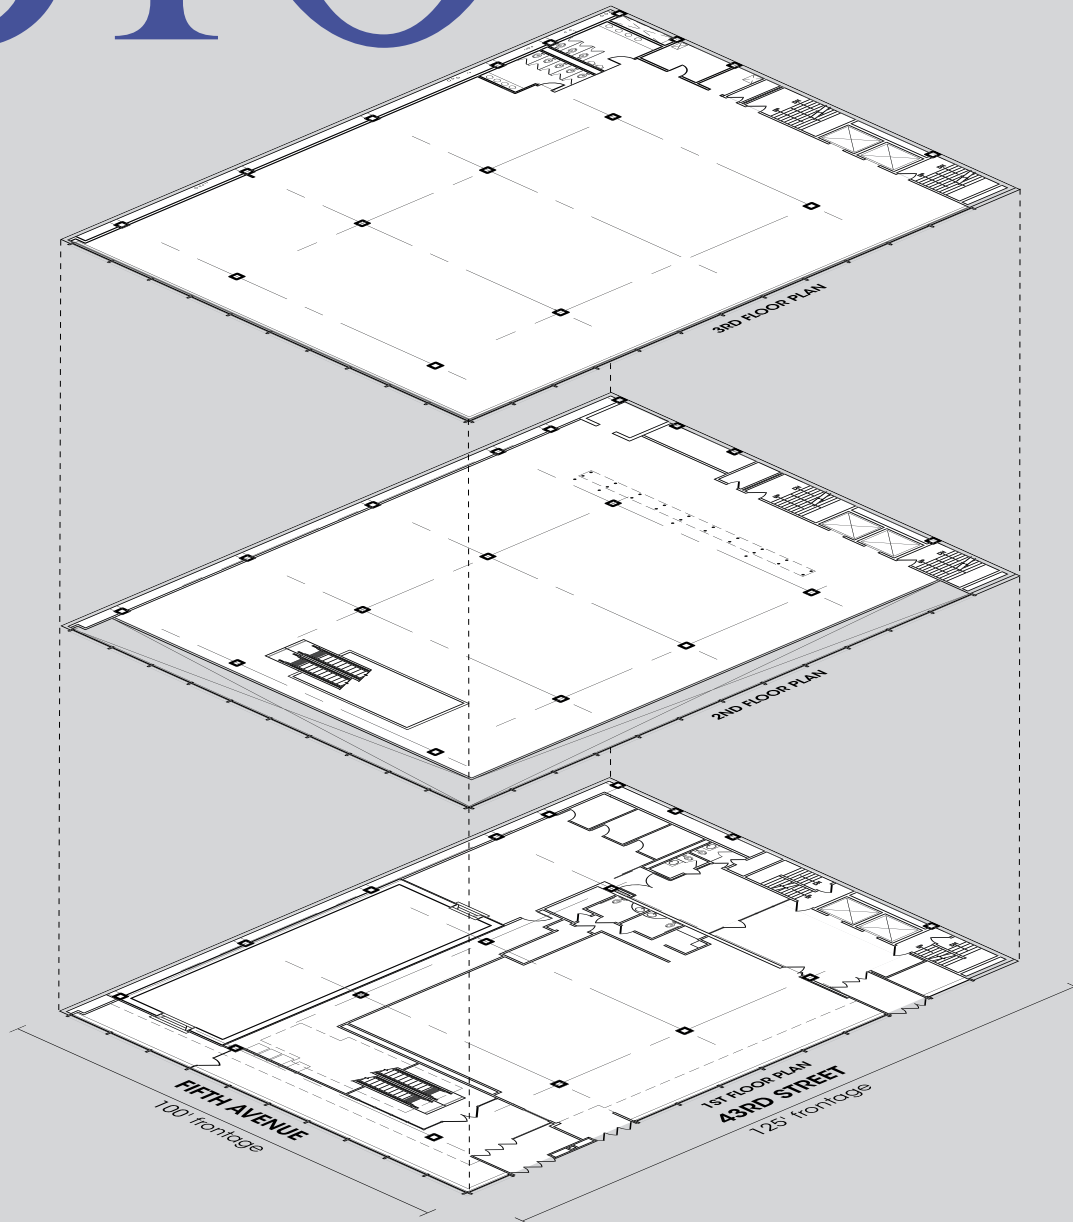 3RD FLOOR PLAN
2ND FLOOR PLAN
1ST FLOOR PLAN
43RD STREET
125' frontage
FIFTH AVENUE
100' frontage